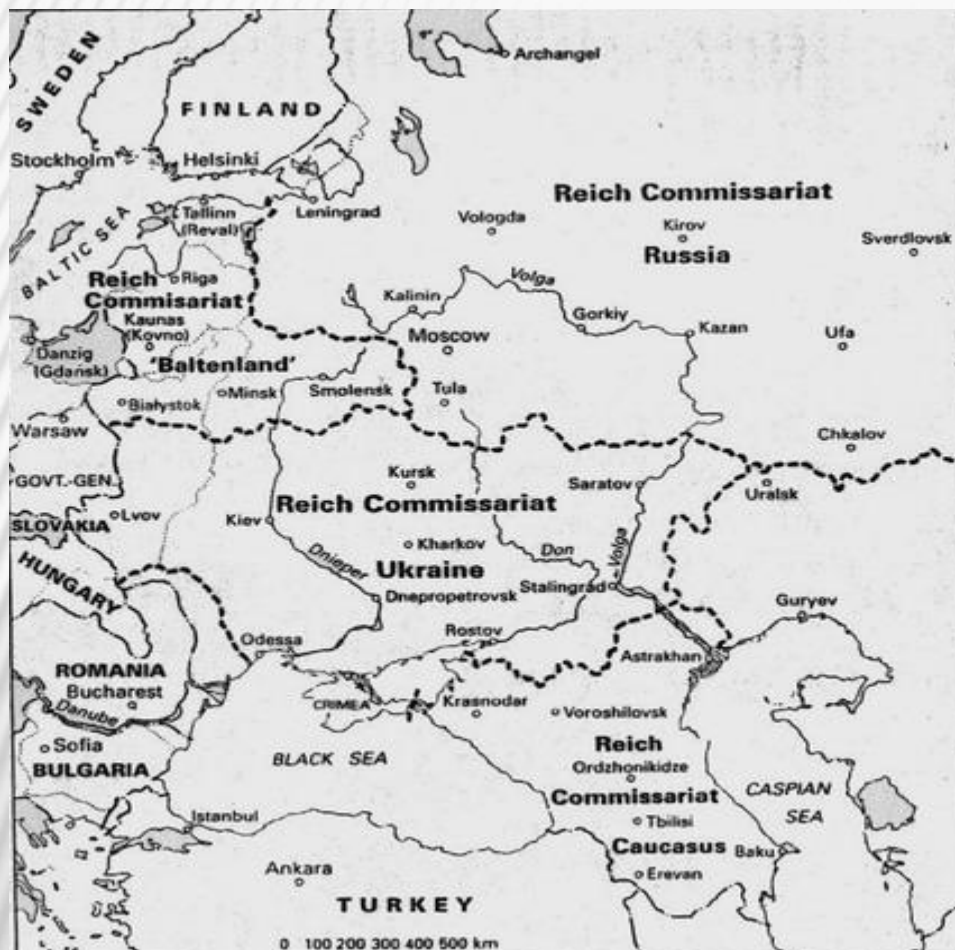 Archangel
SWEDEN
FINLAND
Stockholm
Helsinki
Tallinn
(Reval)
Leningrad
BALTIC SEA
Vologda
Reich Commissariat
Kirov
Russia
Sverdlovsk
Reich
Riga
Commisariat
Kaunas
(Kovno)
'Baltenland'
Danzig
(Gdańsk)
Kalinin
Volga
Gorkiy
Kazan
Moscow
Ufa
Białystok
Minsk
Smolensk
Tula
Warsaw
Chkalov
GOVT.-GEN.
Kursk
Saratov
Uralsk
Reich Commissariat
SLOVAKIA
Lvov
Kiev
Kharkov
Don
Volga
HUNGARY
Dnieper
Ukraine
Stalingrad
Dnepropetrovsk
Guryev
Odessa
Rostov
Astrakhan
ROMANIA
Bucharest
Danube
CRIMEA
Krasnodar
Voroshilovsk
Sofia
BULGARIA
BLACK SEA
Reich
Ordzhonikidze
Commissariat
CASPIAN
SEA
Istanbul
Tbilisi
Caucasus
Baku
Ankara
Erevan
TURKEY
0 100 200 300 400 500 km